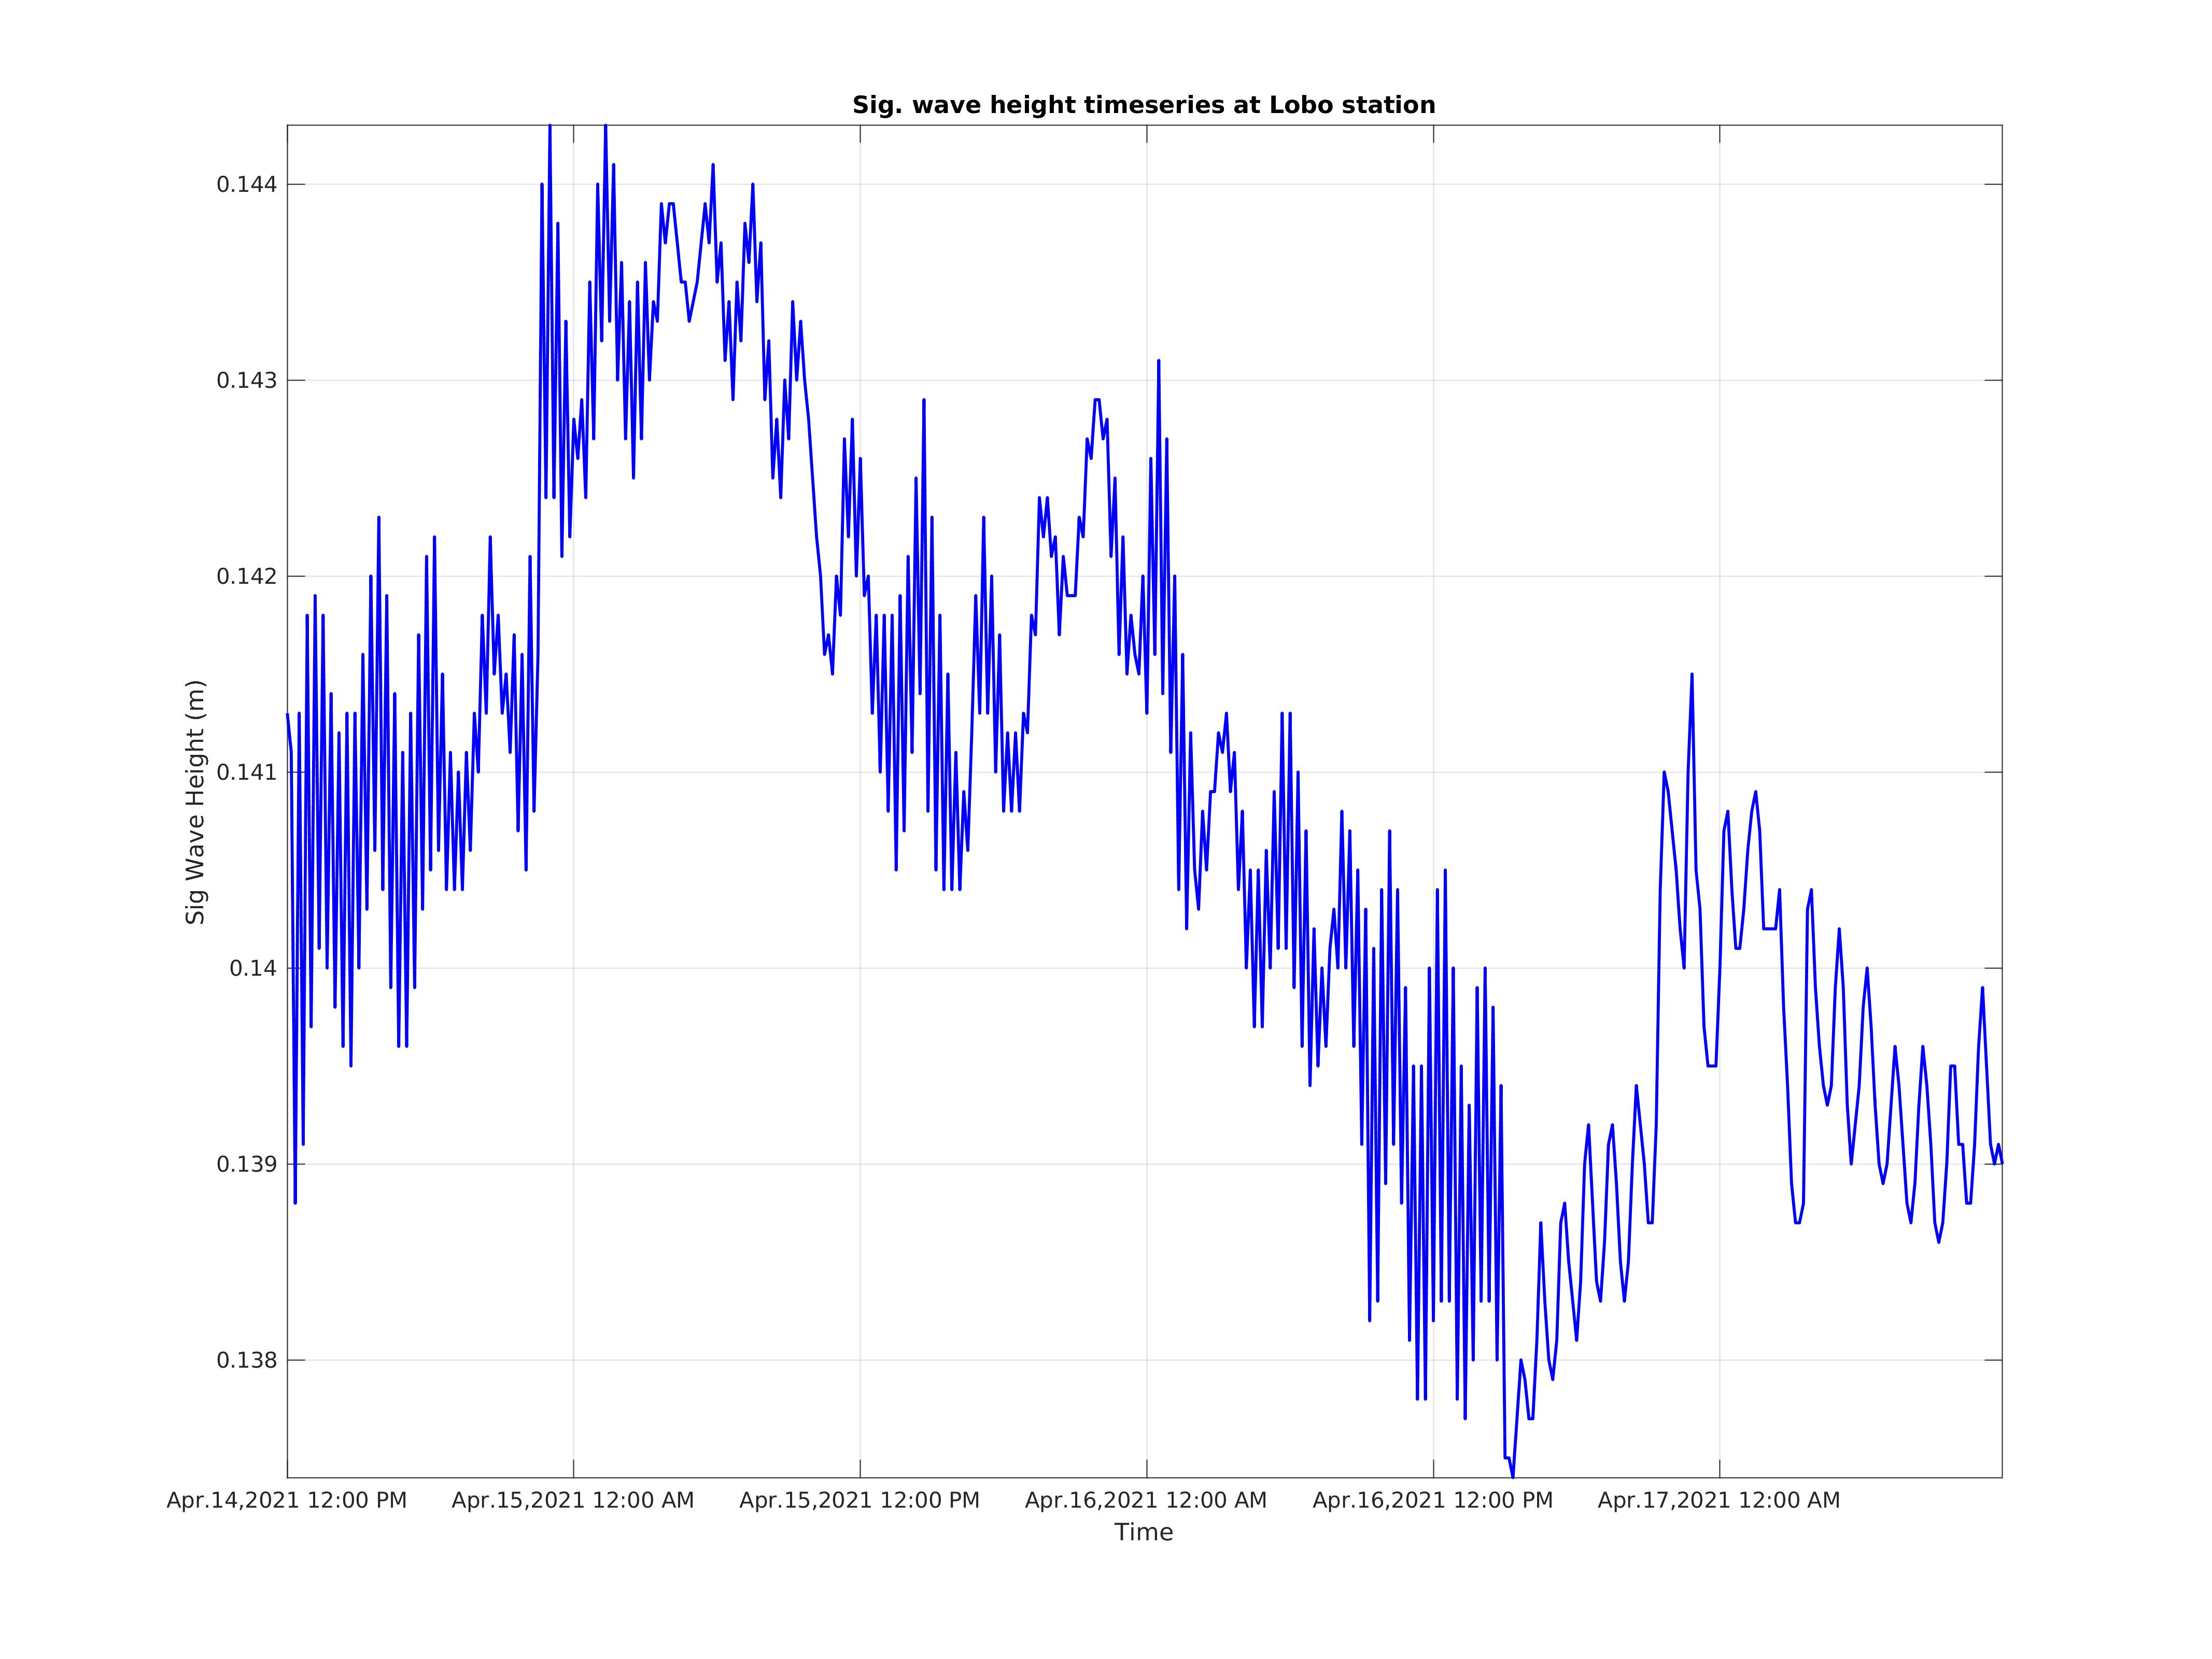 Sig. wave height timeseries at Lobo station
0.144
0.143
0.142
0.141
0.14
0.139
0.138
Sig Wave Height (m)
Apr.14,2021 12:00 PM Apr.15,2021 12:00 AM Apr.15,2021 12:00 PM Apr.16,2021 12:00 AM Apr.16,2021 12:00 PM Apr.17,2021 12:00 AM
Time